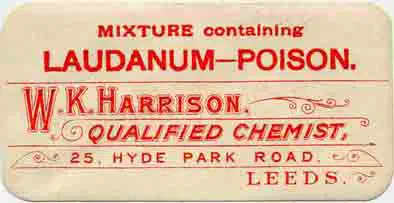 MIXTURE containing
LAUDANUM—POISON.
W. K. HARRISON.
QUALIFIED CHEMIST,
25, HYDE PARK ROAD.
LEEDS.